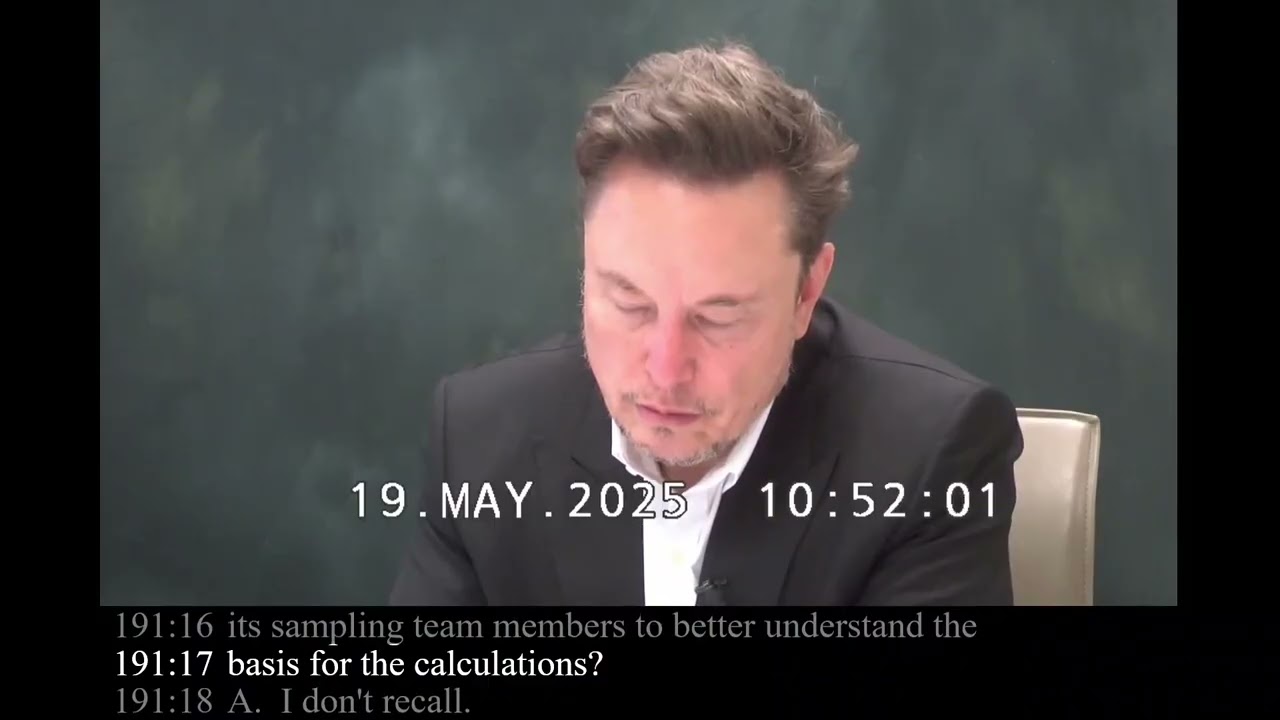 19.MAY.2025 10:52:01
191:16 its sampling team members to better understand the
191:17 basis for the calculations?
191:18 A. I don't recall.